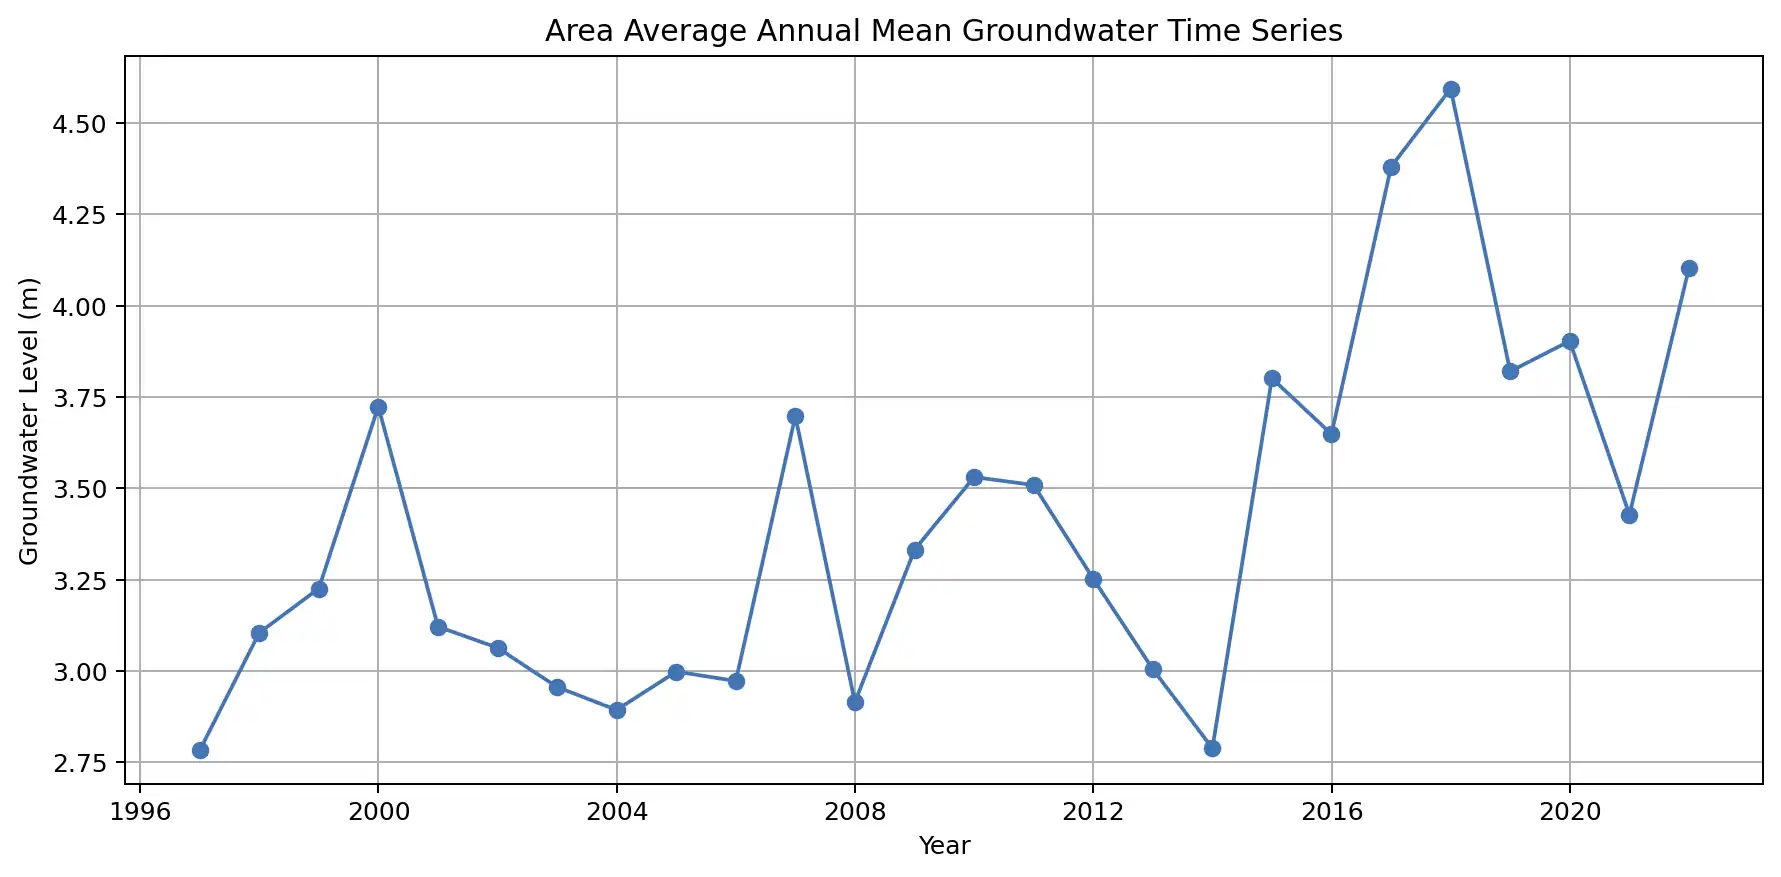 Area Average Annual Mean Groundwater Time Series
Groundwater Level (m)
4.50
4.25
4.00
3.75
3.50
3.25
3.00
2.75
1996 2000 2004 2008 2012 2016 2020
Year